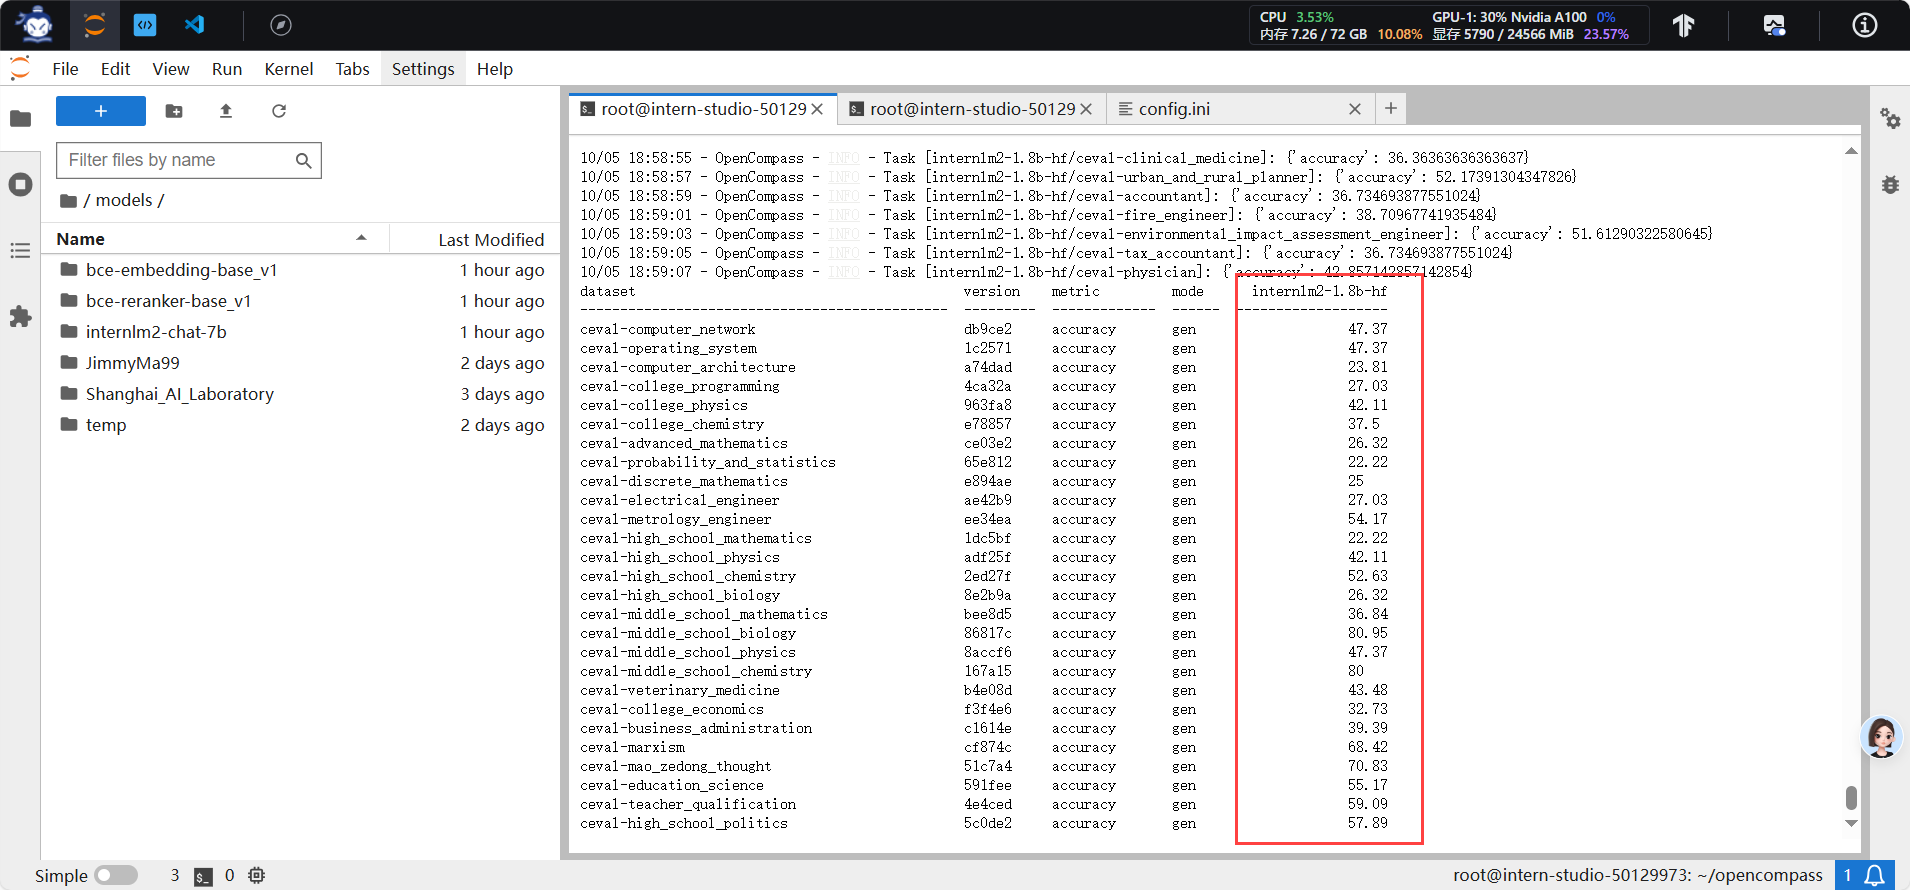 CPU 3.53% GPU-1: 30% Nvidia A100 0%
内存 7.26 / 72 GB 10.08% 显存 5790 / 24566 MiB 23.57%
File Edit View Run Kernel Tabs Settings Help
Filter files by name
/ models /
Name Last Modified
bce-embedding-base_v1 1 hour ago
bce-reranker-base_v1 1 hour ago
internlm2-chat-7b 1 hour ago
JimmyMa99 2 days ago
Shanghai_AI_Laboratory 3 days ago
temp 2 days ago
root@intern-studio-50129 root@intern-studio-50129 config.ini
10/05 18:58:55 - OpenCompass - INFO - Task [internlm2-1.8b-hf/ceval-clinical_medicine]: {'accuracy': 36.36363636363637}
10/05 18:58:57 - OpenCompass - INFO - Task [internlm2-1.8b-hf/ceval-urban_and_rural_planner]: {'accuracy': 52.17391304347826}
10/05 18:58:59 - OpenCompass - INFO - Task [internlm2-1.8b-hf/ceval-accountant]: {'accuracy': 36.734693877551024}
10/05 18:59:01 - OpenCompass - INFO - Task [internlm2-1.8b-hf/ceval-fire_engineer]: {'accuracy': 38.70967741935484}
10/05 18:59:03 - OpenCompass - INFO - Task [internlm2-1.8b-hf/ceval-environmental_impact_assessment_engineer]: {'accuracy': 51.61290322580645}
10/05 18:59:05 - OpenCompass - INFO - Task [internlm2-1.8b-hf/ceval-tax_accountant]: {'accuracy': 36.734693877551024}
10/05 18:59:07 - OpenCompass - INFO - Task [internlm2-1.8b-hf/ceval-physician]: {'accuracy': 42.857142857142854}
dataset version metric mode internlm2-1.8b-hf
---------------------------------------------- --------- ------------- ------ -------------------
ceval-computer_network db9ce2 accuracy gen 47.37
ceval-operating_system 1c2571 accuracy gen 47.37
ceval-computer_architecture a74dad accuracy gen 23.81
ceval-college_programming 4ca32a accuracy gen 27.03
ceval-college_physics 963fa8 accuracy gen 42.11
ceval-college_chemistry e78857 accuracy gen 37.5
ceval-advanced_mathematics ce03e2 accuracy gen 26.32
ceval-probability_and_statistics 65e812 accuracy gen 22.22
ceval-discrete_mathematics e894ae accuracy gen 25
ceval-electrical_engineer ae42b9 accuracy gen 27.03
ceval-metrology_engineer ee34ea accuracy gen 54.17
ceval-high_school_mathematics 1dc5bf accuracy gen 22.22
ceval-high_school_physics adf25f accuracy gen 42.11
ceval-high_school_chemistry 2ed27f accuracy gen 52.63
ceval-high_school_biology 8e2b9a accuracy gen 26.32
ceval-middle_school_mathematics bee8d5 accuracy gen 36.84
ceval-middle_school_biology 86817c accuracy gen 80.95
ceval-middle_school_physics 8accf6 accuracy gen 47.37
ceval-middle_school_chemistry 167a15 accuracy gen 80
ceval-veterinary_medicine b4e08d accuracy gen 43.48
ceval-college_economics f3f4e6 accuracy gen 32.73
ceval-business_administration c1614e accuracy gen 39.39
ceval-marxism cf874c accuracy gen 68.42
ceval-mao_zedong_thought 51c7a4 accuracy gen 70.83
ceval-education_science 591fee accuracy gen 55.17
ceval-teacher_qualification 4e4ced accuracy gen 59.09
ceval-high_school_politics 5c0de2 accuracy gen 57.89
Simple 3 0 root@intern-studio-50129973: ~/opencompass 1